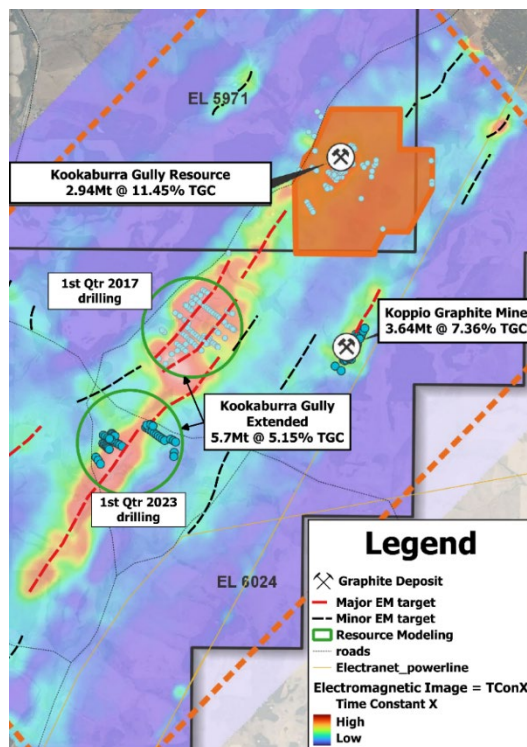 EL 5971
Kookaburra Gully Resource
2.94Mt @ 11.45% TGC
1st Qtr 2017
drilling
Koppio Graphite Mine
3.64Mt @ 7.36% TGC
Kookaburra Gully
Extended
5.7Mt @ 5.15% TGC
1st Qtr 2023
drilling
EL 6024
Legend
Graphite Deposit
Major EM target
Minor EM target
Resource Modeling
roads
Electranet_powerline
Electromagnetic Image = TConX
Time Constant X
High
Low